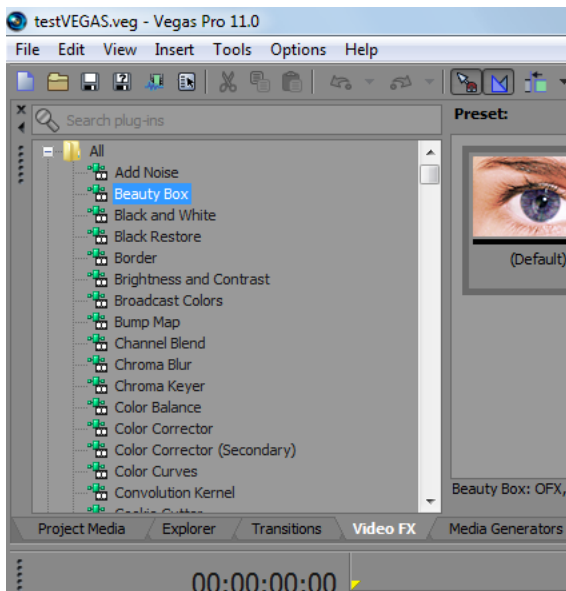 testVEGAS.veg - Vegas Pro 11.0
File Edit View Insert Tools Options Help
Search plug-ins
Preset:
All
Add Noise
Beauty Box
Black and White
Black Restore
Border
(Default)
Brightness and Contrast
Broadcast Colors
Bump Map
Channel Blend
Chroma Blur
Chroma Keyer
Color Balance
Color Corrector
Color Corrector (Secondary)
Color Curves
Convolution Kernel
Beauty Box: OFX,
Project Media Explorer Transitions Video FX Media Generators
00:00:00:00